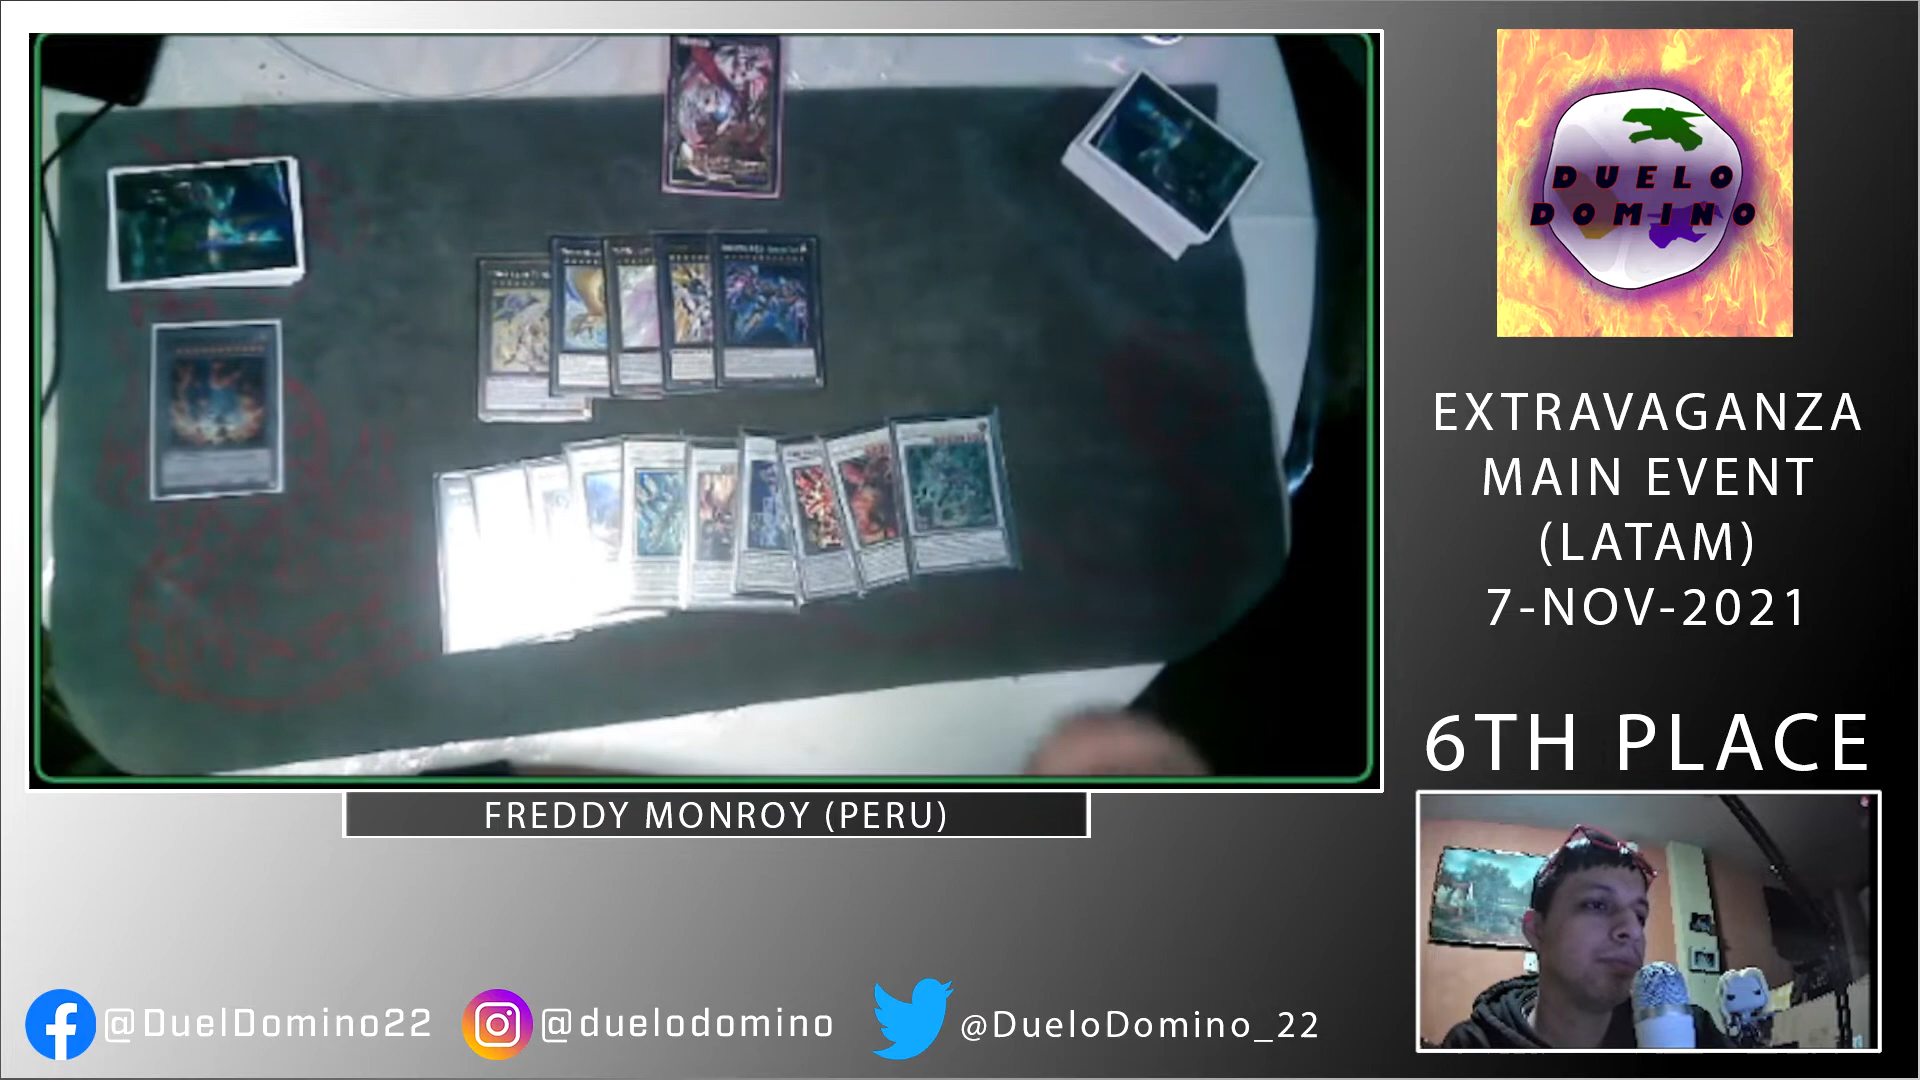 DUELO
DOMINO
EXTRAVAGANZA
MAIN EVENT
(LATAM)
7-NOV-2021
6TH PLACE
FREDDY MONROY (PERU)
@DuelDomino22
@duelodomino
@DueloDomino_22